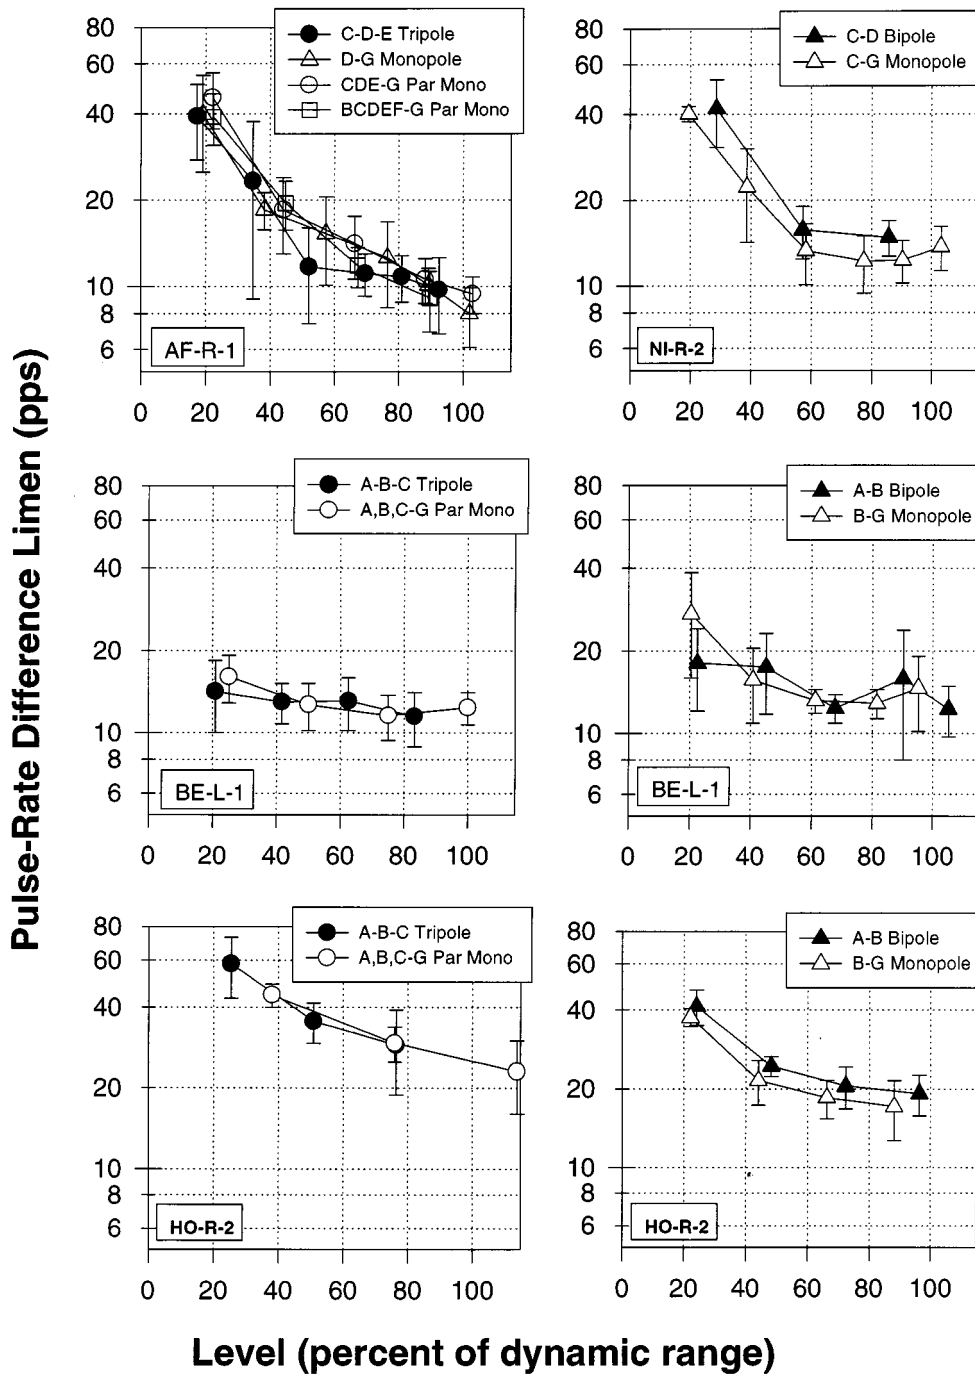 Pulse-Rate Difference Limen (pps)
C-D-E Tripole
D-G Monopole
CDE-G Par Mono
BCDEF-G Par Mono
80
60
40
20
10
8
6
AF-R-1
0 20 40 60 80 100
C-D Bipole
C-G Monopole
80
60
40
20
10
8
6
NI-R-2
0 20 40 60 80 100
A-B-C Tripole
A,B,C-G Par Mono
80
60
40
20
10
8
6
BE-L-1
0 20 40 60 80 100
A-B Bipole
B-G Monopole
80
60
40
20
10
8
6
BE-L-1
0 20 40 60 80 100
A-B-C Tripole
A,B,C-G Par Mono
80
60
40
20
10
8
6
HO-R-2
0 20 40 60 80 100
A-B Bipole
B-G Monopole
80
60
40
20
10
8
6
HO-R-2
0 20 40 60 80 100
Level (percent of dynamic range)